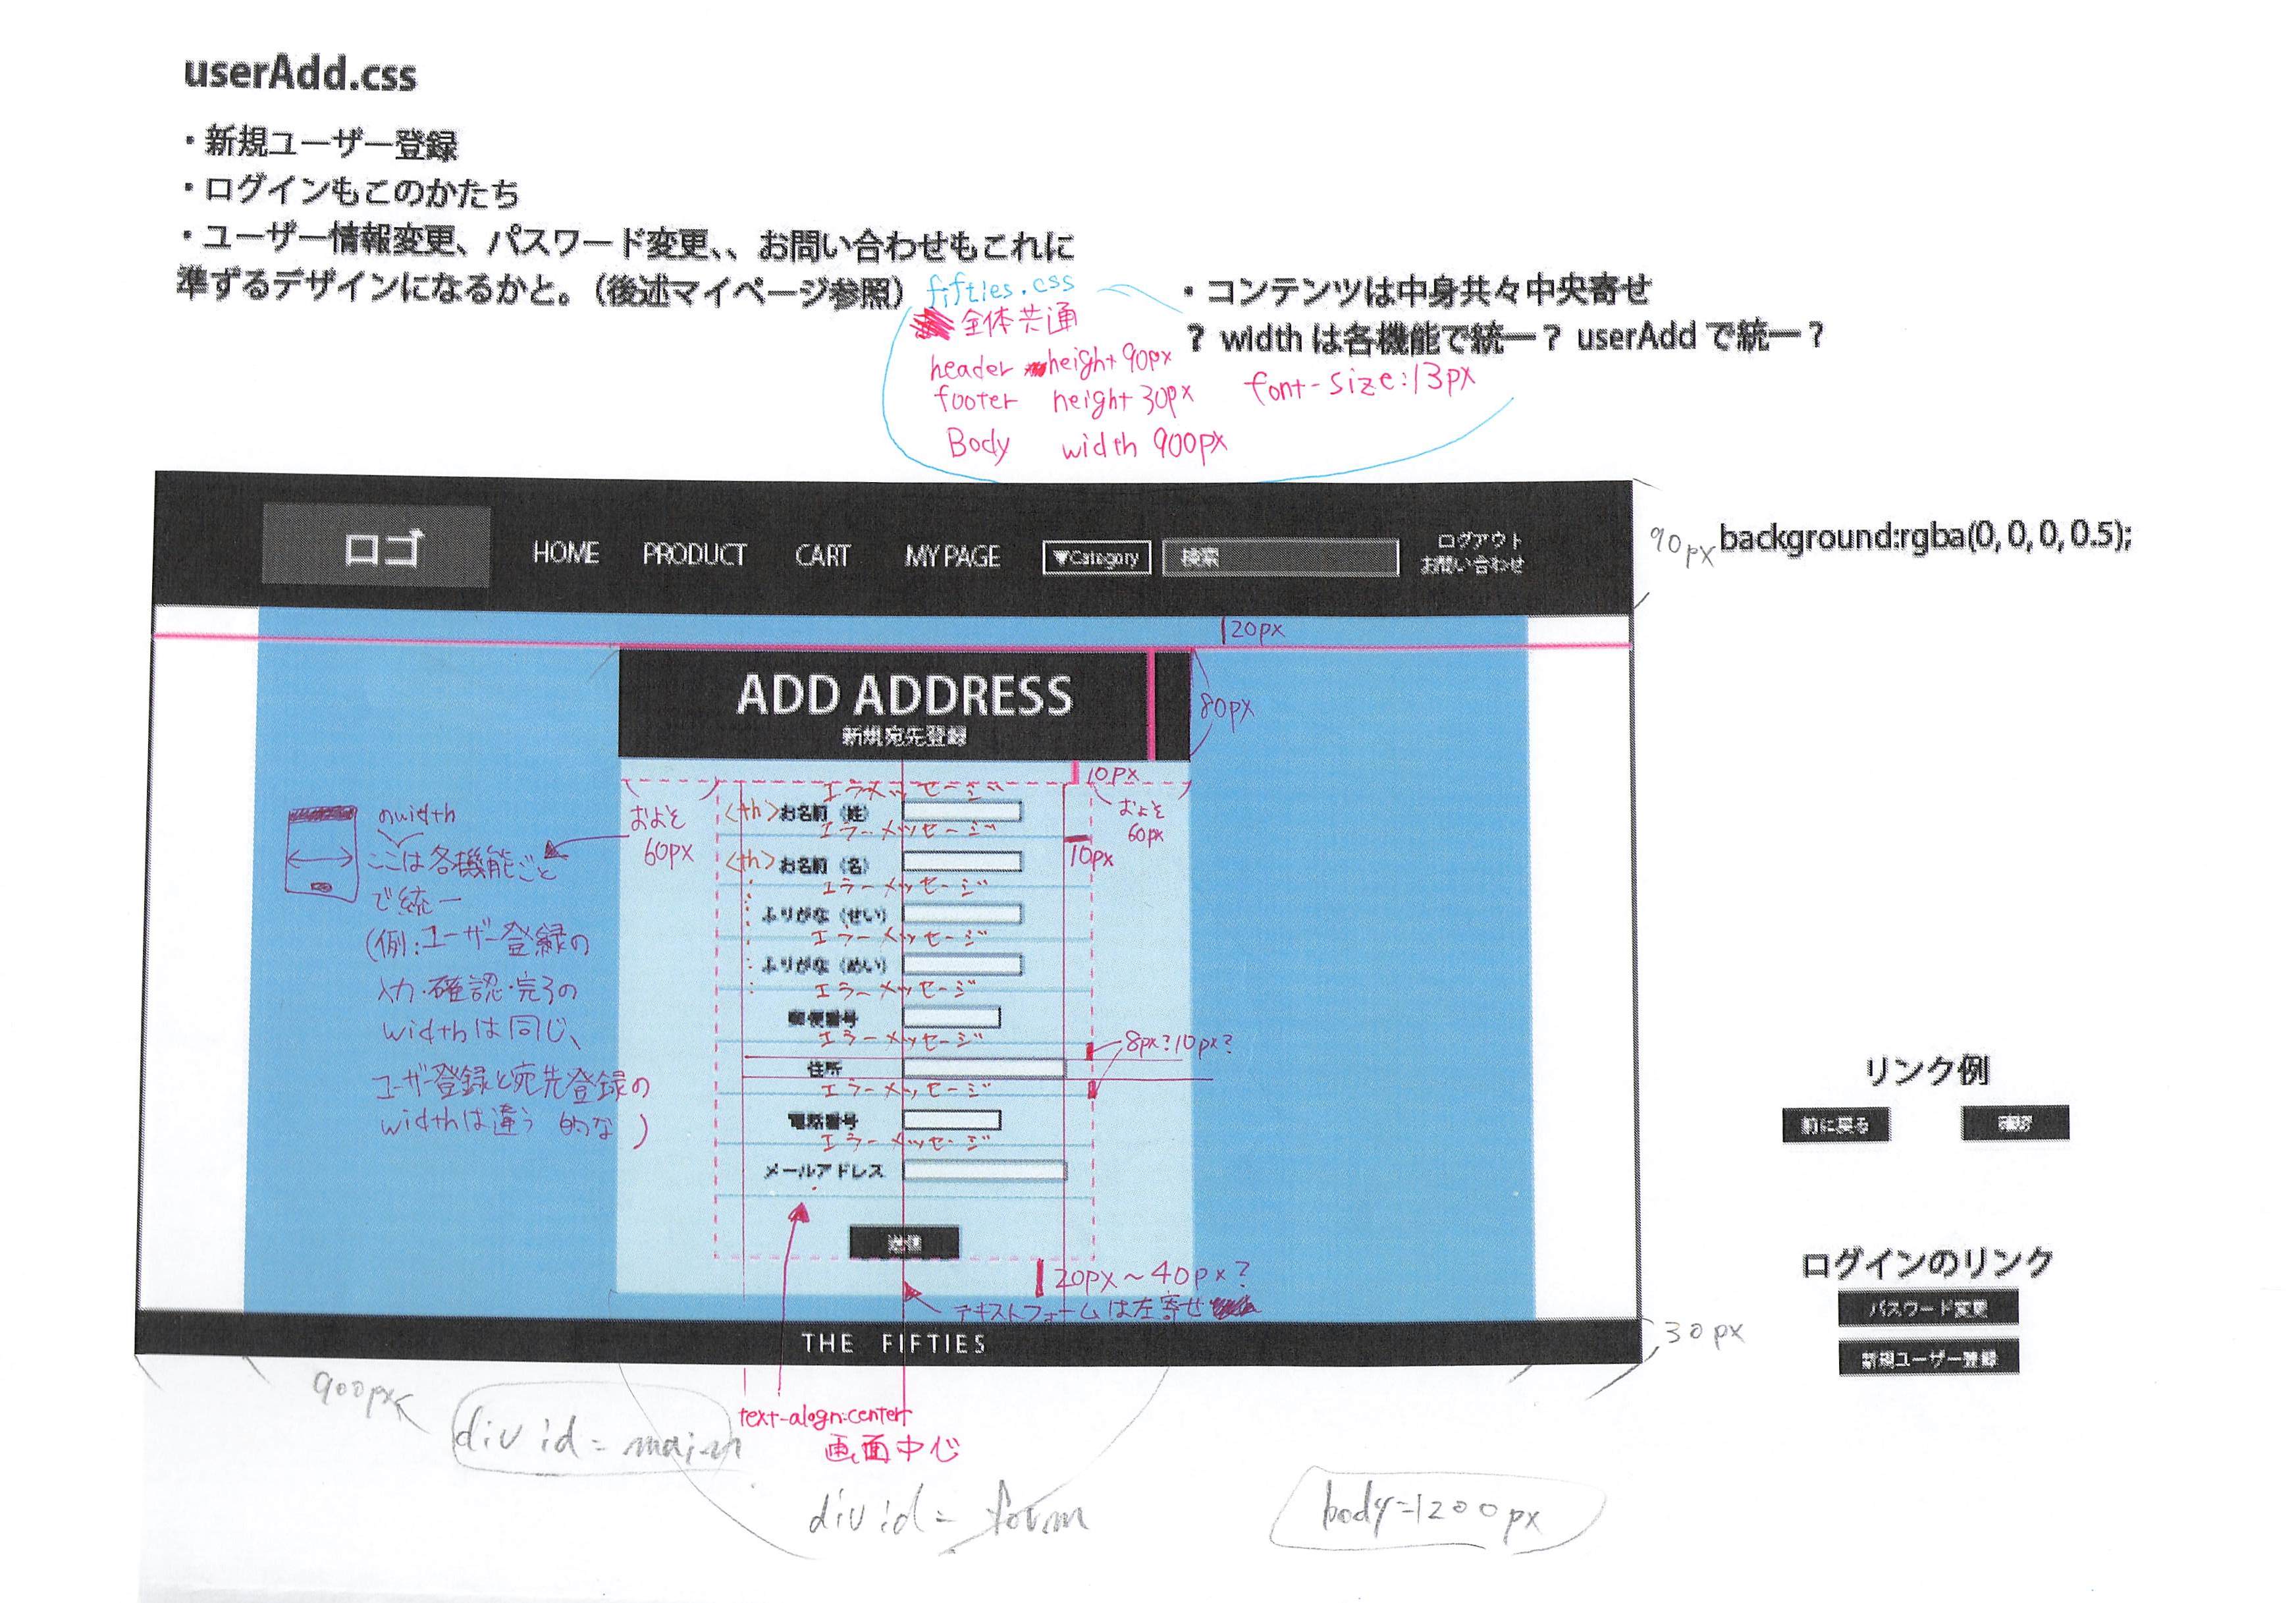 userAdd.css
・新規ユーザー登録
・ログインもこのかたち
・ユーザー情報変更、パスワード変更、、お問い合わせもこれに
準ずるデザインになるかと。（後述マイページ参照）
fifties.css
全体共通
header height 90px
footer height 30px
Body width 900px
font-size:13px
・コンテンツは中身共々中央寄せ
? width は各機能で統一? userAdd で統一?
ロゴ
HOME
PRODUCT
CART
MY PAGE
▼Category
検索
ログアウト
お問い合わせ
90px
background:rgba(0, 0, 0, 0.5);
20px
ADD ADDRESS
新規宛先登録
80px
10px
エラーメッセージ
<th>お名前（姓）
エラーメッセージ
<th>お名前（名）
エラーメッセージ
ふりがな（せい）
エラーメッセージ
ふりがな（めい）
エラーメッセージ
郵便番号
エラーメッセージ
住所
エラーメッセージ
電話番号
エラーメッセージ
メールアドレス
送信
およそ
60px
およそ
60px
10px
8px?10px?
のwidth
ここは各機能ごと
で統一
(例:ユーザー登録の
入力・確認・完了の
widthは同じ、
ユーザー登録と宛先登録の
widthは違う 的な)
20px～40px?
テキストフォームは左寄せ
THE FIFTIES
30px
900px
div id=main
text-alogn:center
画面中心
div id= form
body=1200px
リンク例
前に戻る
確認
ログインのリンク
パスワード変更
新規ユーザー登録